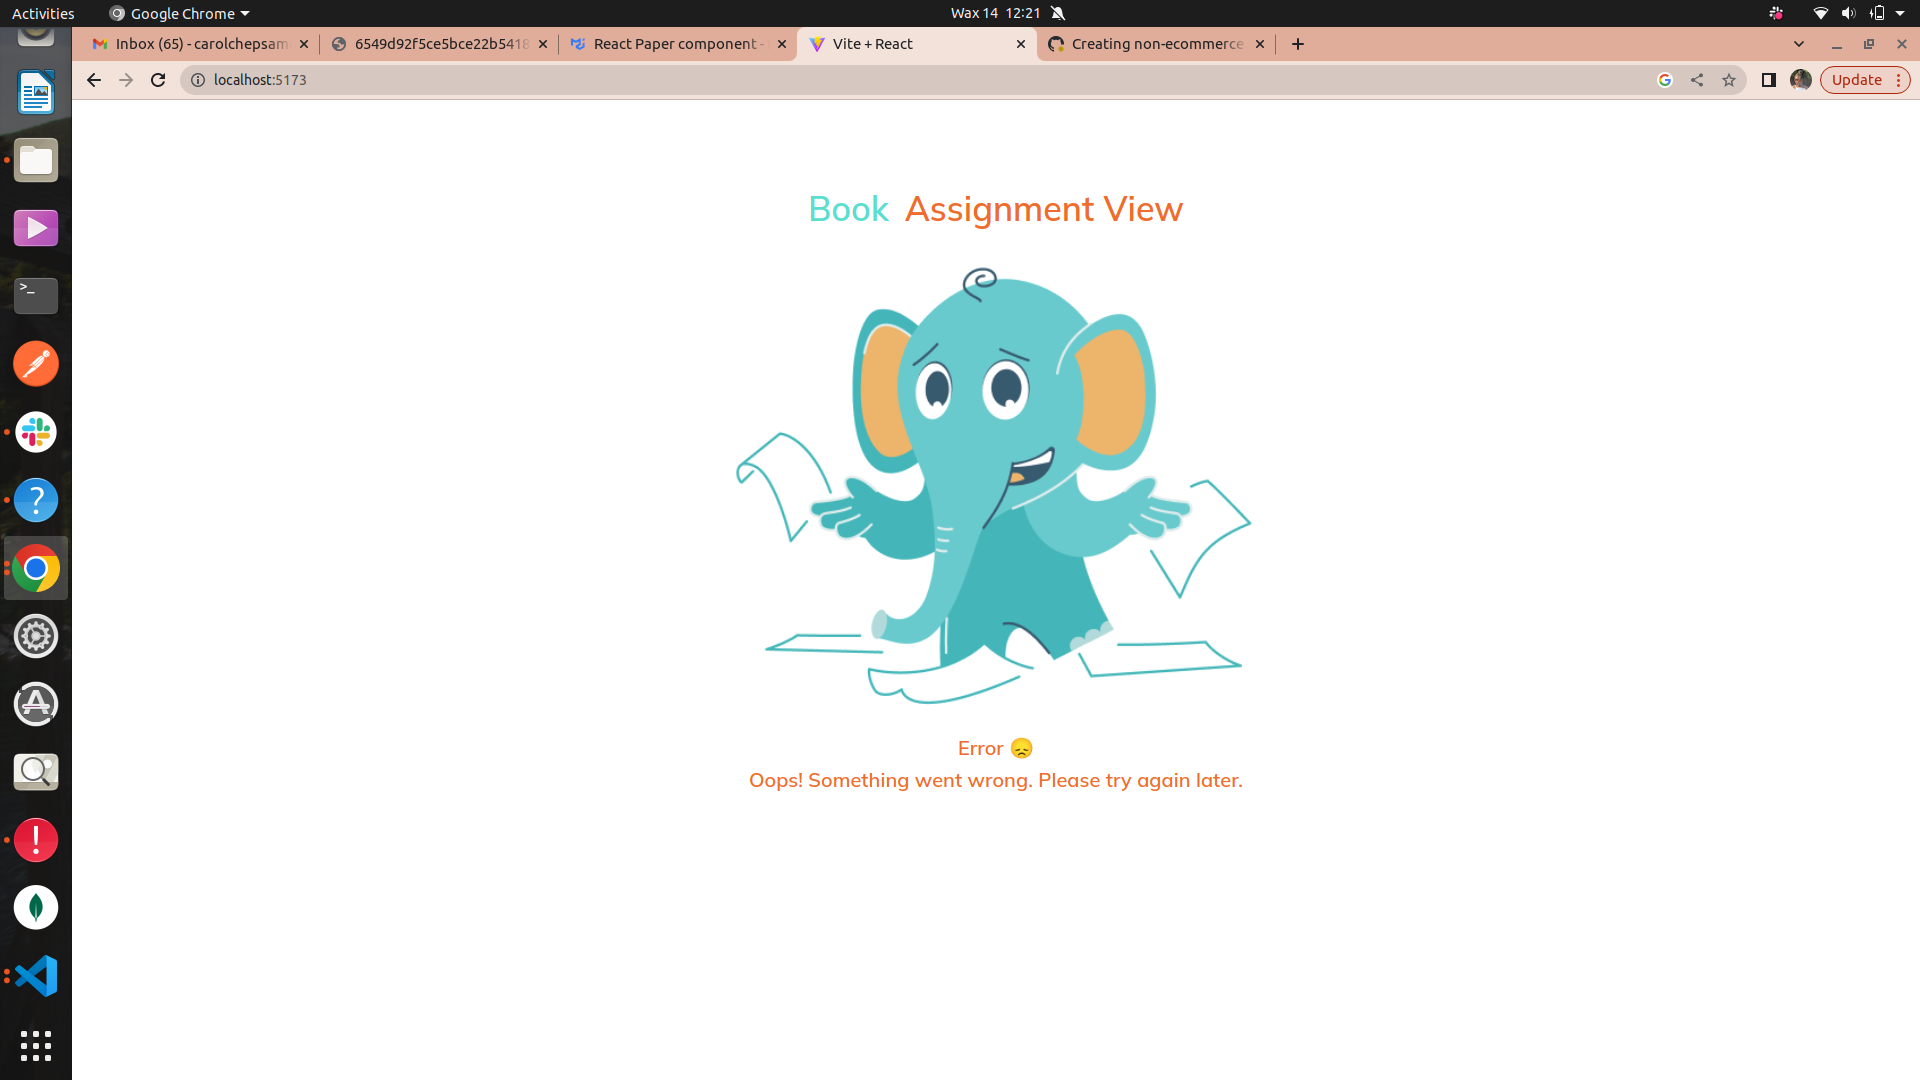 Activities
Google Chrome
Wax 14 12:21
Inbox (65) - carolchepsam
6549d92f5ce5bce22b5418
React Paper component -
Vite + React
Creating non-ecommerce
localhost:5173
Update
Book Assignment View
Error 😞
Oops! Something went wrong. Please try again later.